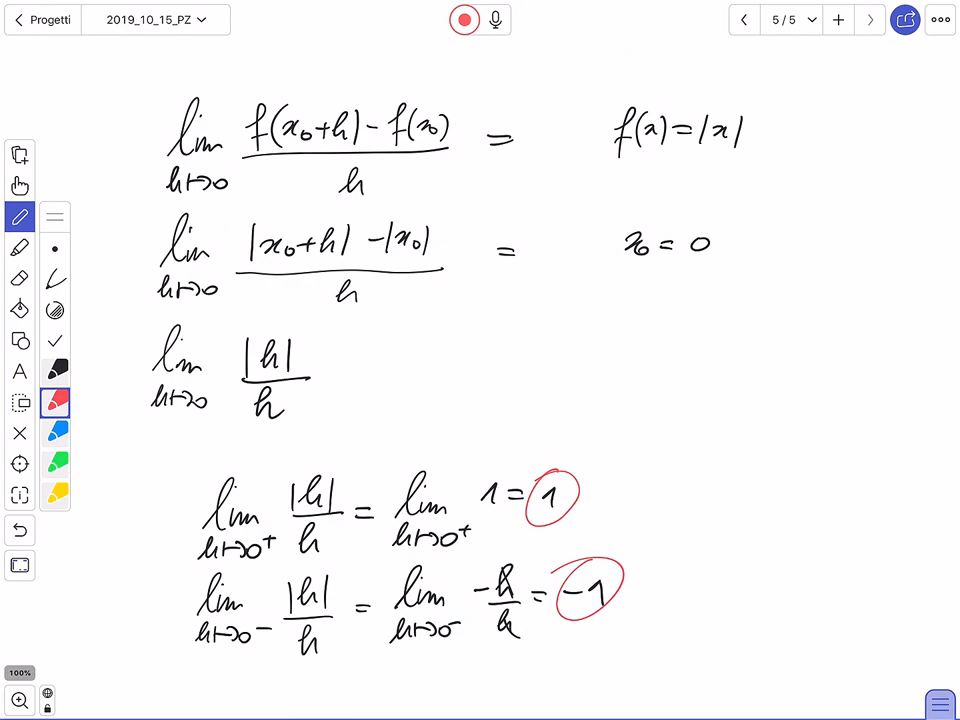 Progetti 2019_10_15_PZ 5 / 5
lim h→0 f(x₀+h) - f(x₀) / h = f(x) = |x|
lim h→0 |x₀+h| - |x₀| / h = x₀ = 0
lim h→0 |h| / h
lim h→0⁺ |h| / h = lim h→0⁺ 1 = 1
lim h→0⁻ |h| / h = lim h→0⁻ -h / h = -1
A
100%